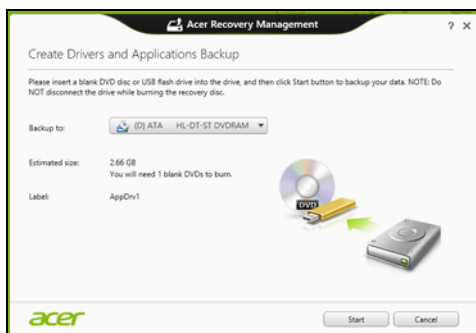 Acer Recovery Management
? ×
Create Drivers and Applications Backup
Please insert a blank DVD disc or USB flash drive into the drive, and then click Start button to backup your data. NOTE: Do
NOT disconnect the drive while burning the recovery disc.
Backup to: (D) ATA HL-DT-ST DVDRAM
Estimated size: 2.66 GB
You will need 1 blank DVDs to burn.
Label: AppDrv1
DVD
acer Start Cancel